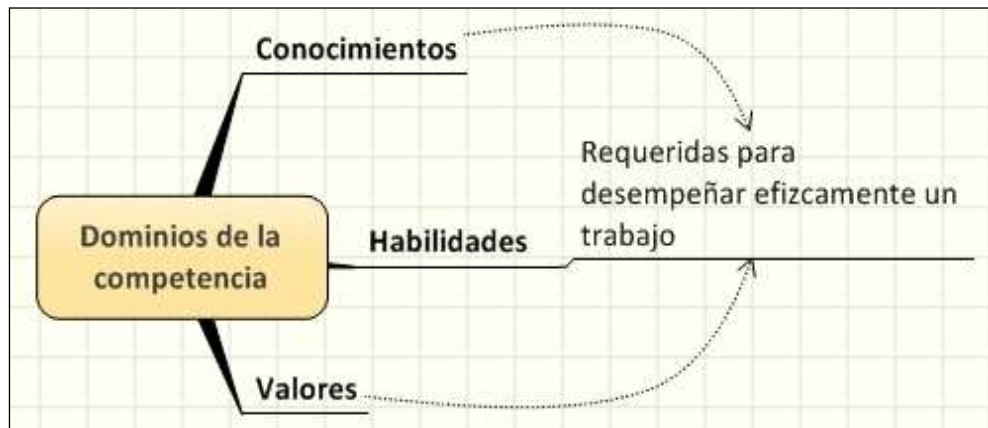 Conocimientos
Requeridas para
desempeñar efizcamente un
trabajo
Dominios de la
competencia
Habilidades
Valores